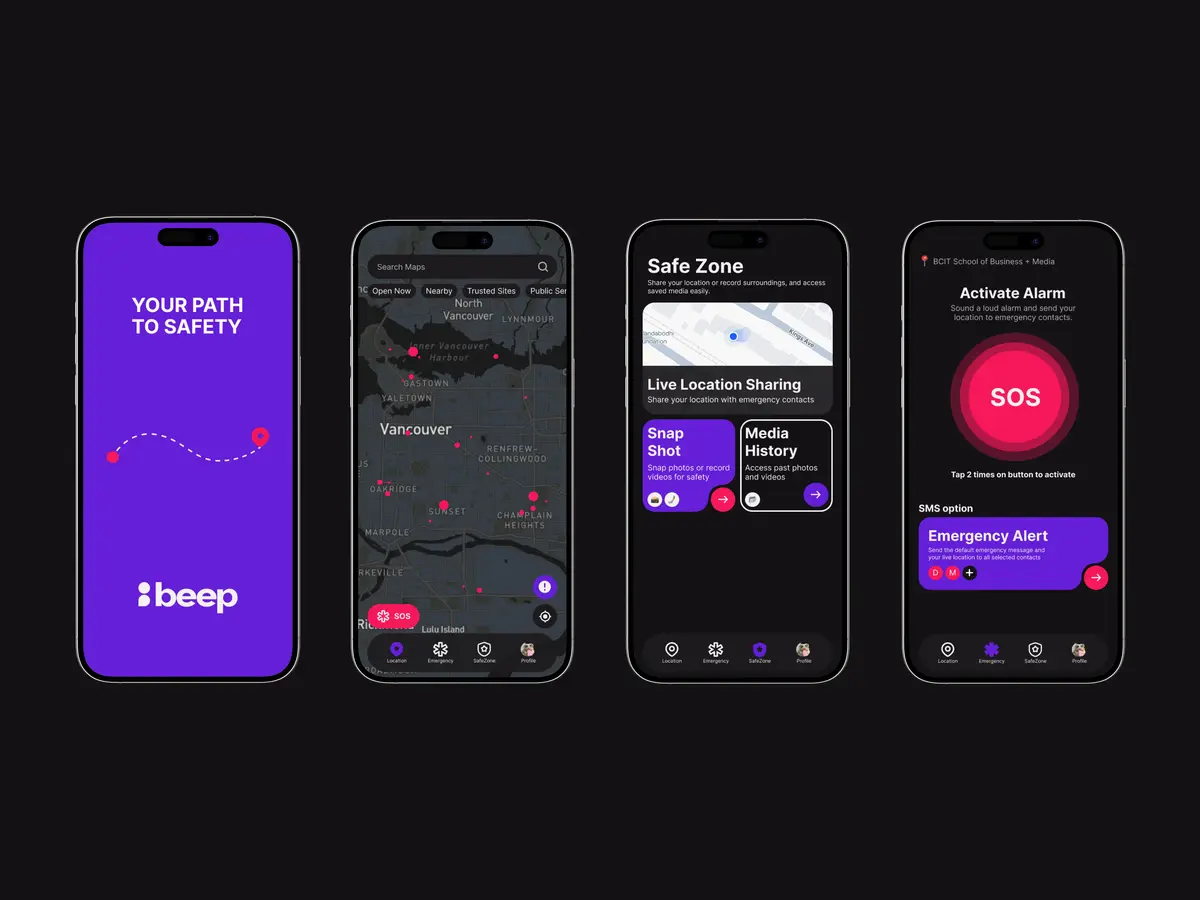 YOUR PATH
TO SAFETY
beep
Search Maps
Open Now
Nearby
Trusted Sites
Public Ser
North
Vancouver
LYNNMOUR
Inner Vancouver
Harbour
GASTOWN
YALETOWN
Vancouver
RENFREW-
COLLINGWOOD
US
OAKRIDGE
SUNSET
CHAMPLAIN
HEIGHTS
MARPOLE
RKEVILLE
SOS
Lulu Island
Location
Emergency
SafeZone
Profile
Safe Zone
Share your location or record surroundings, and access
saved media easily.
Kings Ave
Live Location Sharing
Share your location with emergency contacts
Snap
Shot
Snap photos or record
videos for safety
Media
History
Access past photos
and videos
Location
Emergency
SafeZone
Profile
BCIT School of Business + Media
Activate Alarm
Sound a loud alarm and send your
location to emergency contacts.
SOS
Tap 2 times on button to activate
SMS option
Emergency Alert
Send the default emergency message and
your live location to all selected contacts
D
M
Location
Emergency
SafeZone
Profile